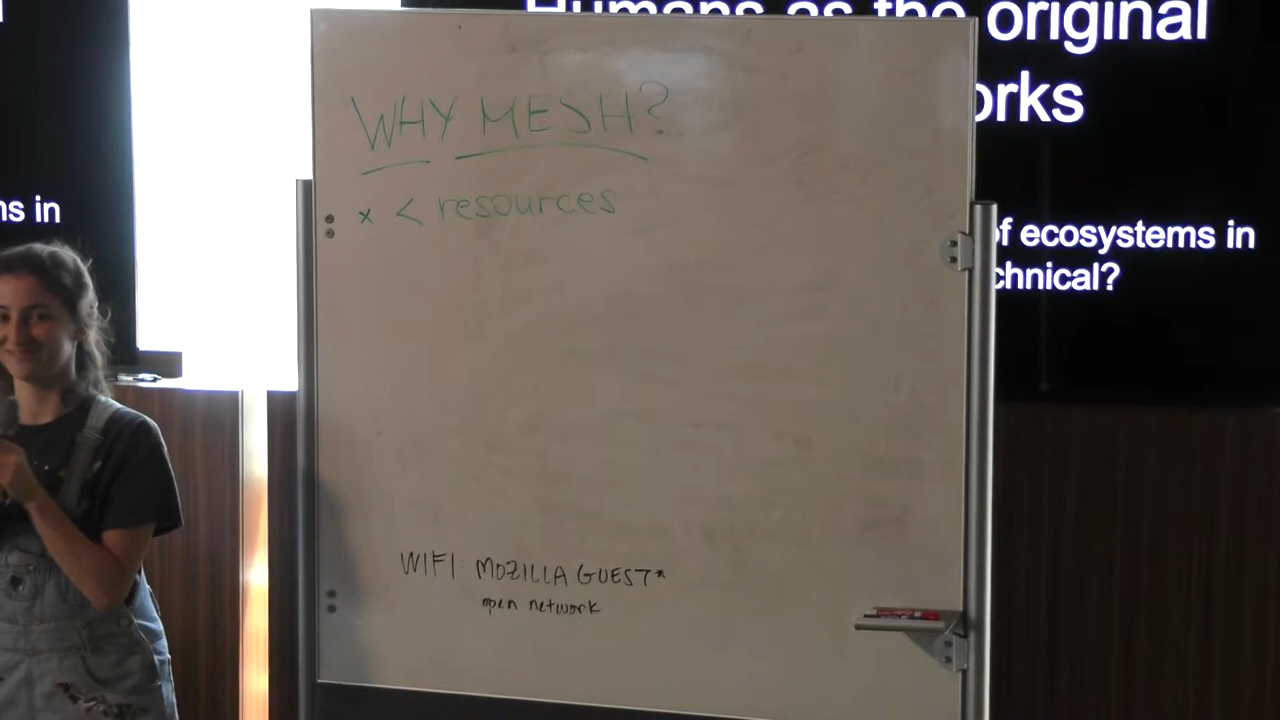 Humans as the original
orks
ns in
of ecosystems in
chnical?
WHY MESH?
× < resources
WIFI: MOZILLA GUEST*
open network